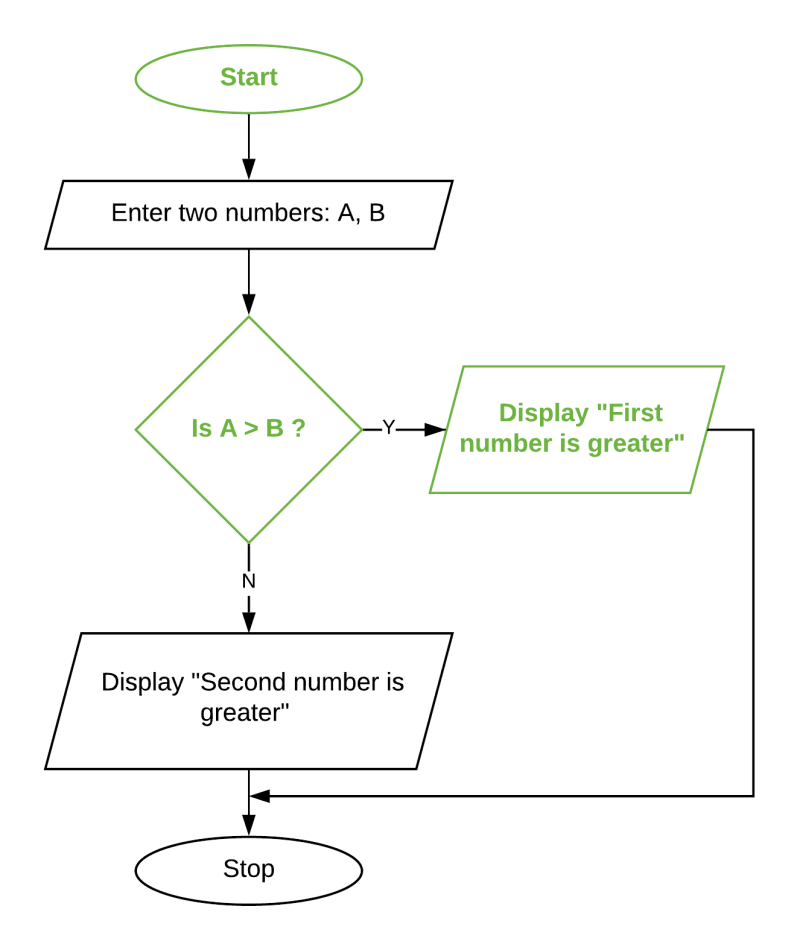 Start
Enter two numbers: A, B
Is A > B ?
Y
Display "First
number is greater"
N
Display "Second number is
greater"
Stop